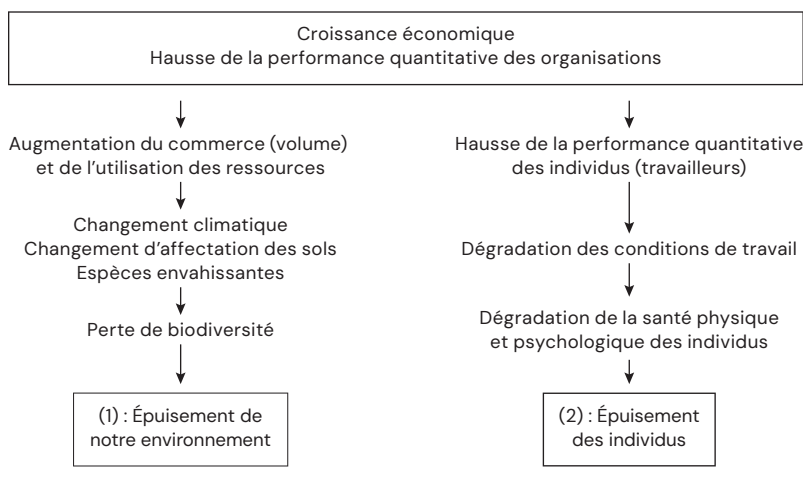 Croissance économique
Hausse de la performance quantitative des organisations
Augmentation du commerce (volume)
et de l'utilisation des ressources
Changement climatique
Changement d'affectation des sols
Espèces envahissantes
Perte de biodiversité
(1) : Épuisement de
notre environnement
Hausse de la performance quantitative
des individus (travailleurs)
Dégradation des conditions de travail
Dégradation de la santé physique
et psychologique des individus
(2) : Épuisement
des individus